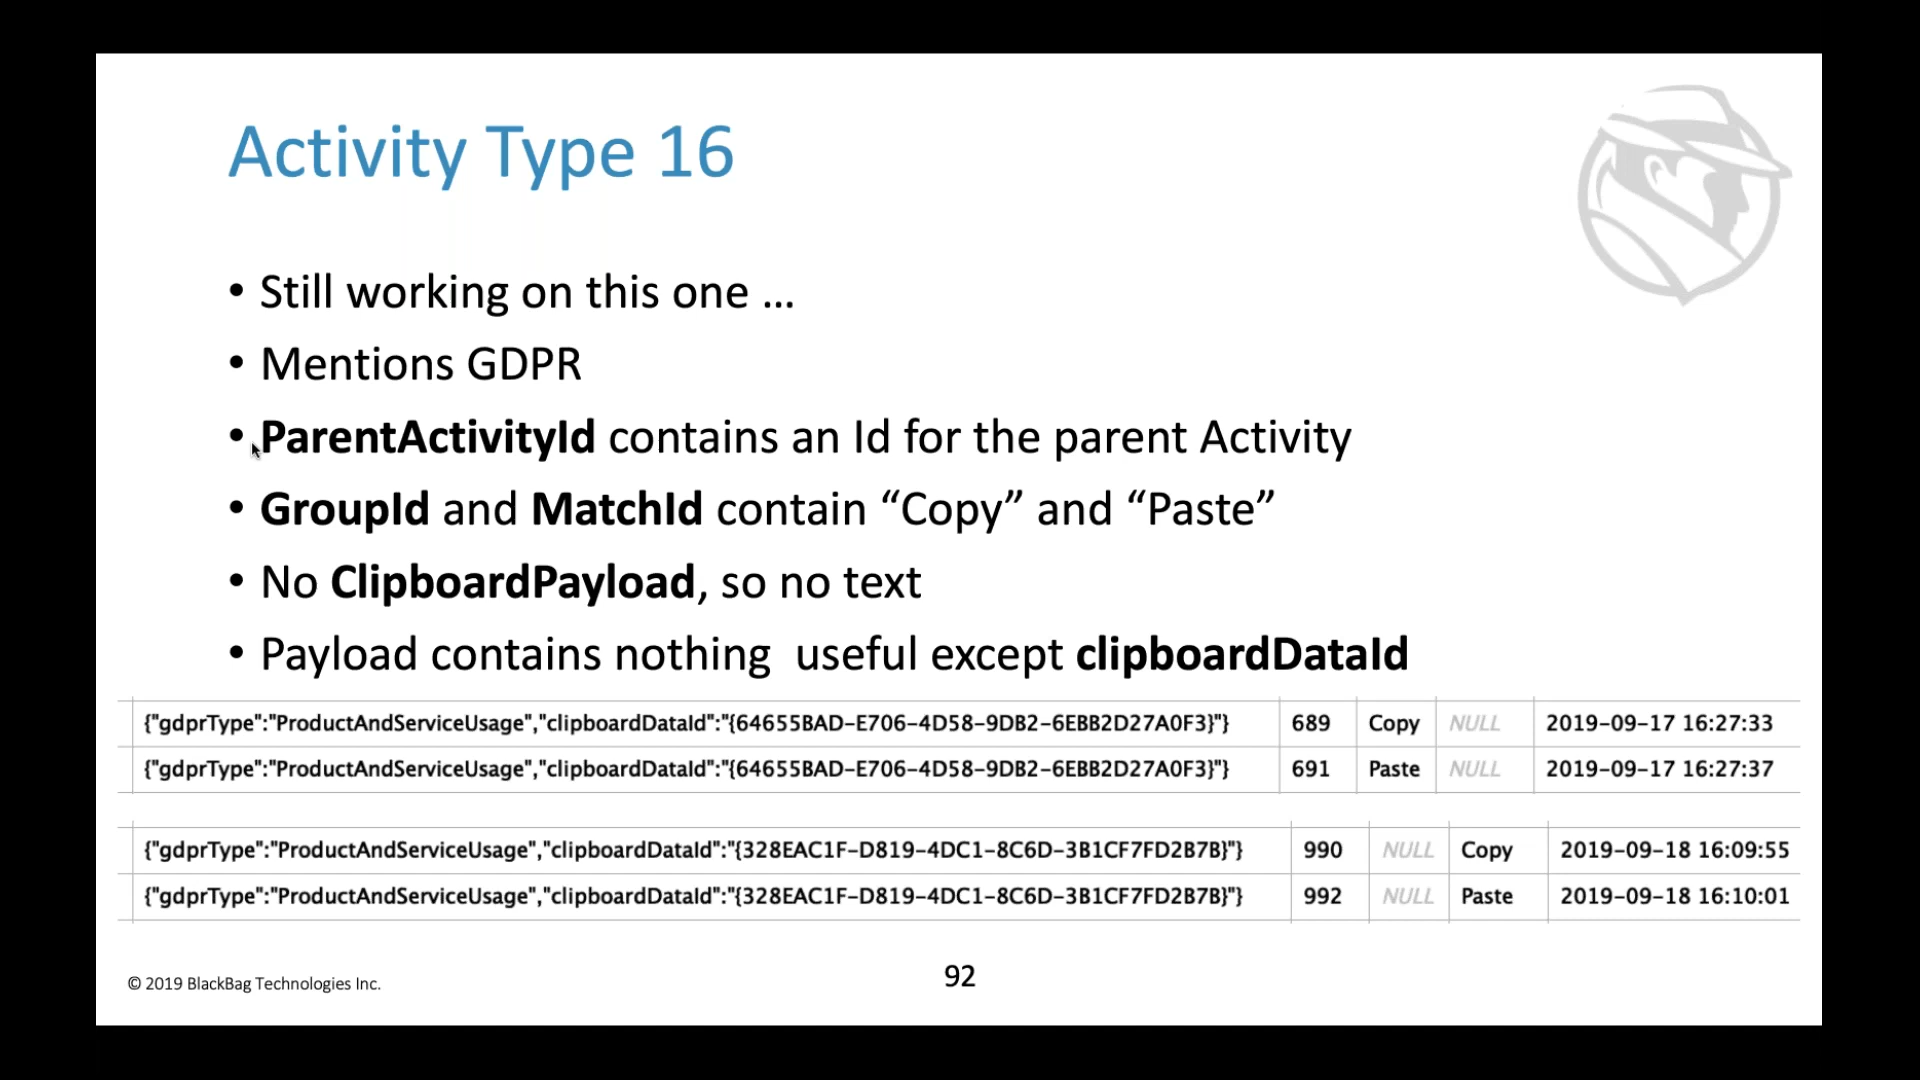 Activity Type 16
• Still working on this one ...
• Mentions GDPR
• ParentActivityId contains an Id for the parent Activity
• GroupId and MatchId contain “Copy” and “Paste”
• No ClipboardPayload, so no text
• Payload contains nothing  useful except clipboardDataId
{"gdprType":"ProductAndServiceUsage","clipboardDataId":"{64655BAD-E706-4D58-9DB2-6EBB2D27A0F3}"} 689 Copy NULL 2019-09-17 16:27:33
{"gdprType":"ProductAndServiceUsage","clipboardDataId":"{64655BAD-E706-4D58-9DB2-6EBB2D27A0F3}"} 691 Paste NULL 2019-09-17 16:27:37
{"gdprType":"ProductAndServiceUsage","clipboardDataId":"{328EAC1F-D819-4DC1-8C6D-3B1CF7FD2B7B}"} 990 NULL Copy 2019-09-18 16:09:55
{"gdprType":"ProductAndServiceUsage","clipboardDataId":"{328EAC1F-D819-4DC1-8C6D-3B1CF7FD2B7B}"} 992 NULL Paste 2019-09-18 16:10:01
© 2019 BlackBag Technologies Inc.
92